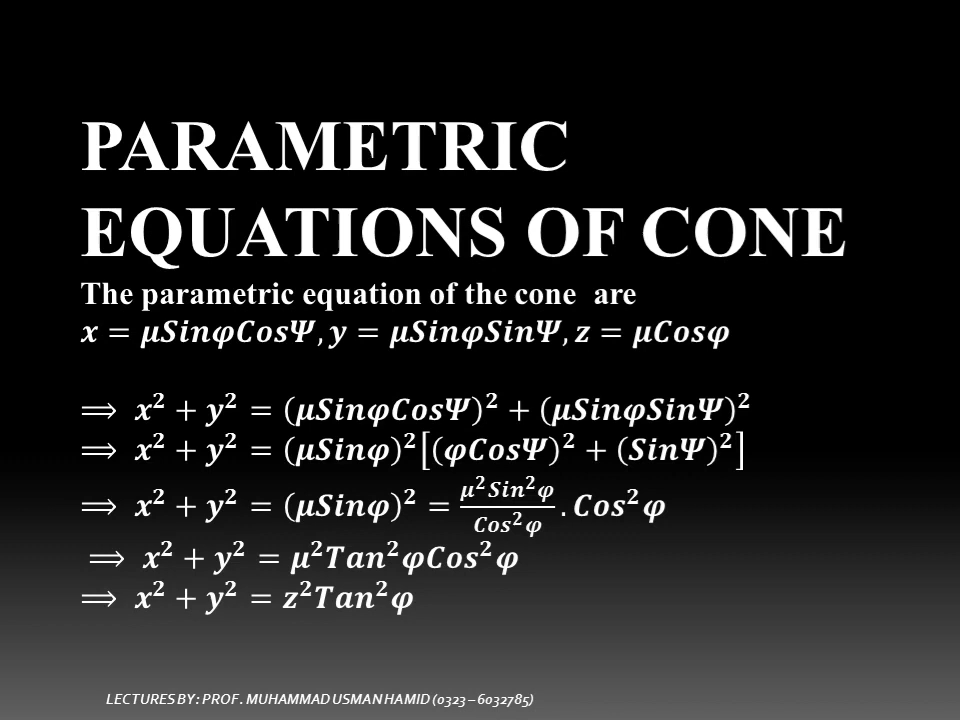 PARAMETRIC
EQUATIONS OF CONE
The parametric equation of the cone are
𝒙 = 𝝁𝑺𝒊𝒏𝝋𝑪𝒐𝒔𝜳, 𝒚 = 𝝁𝑺𝒊𝒏𝝋𝑺𝒊𝒏𝜳, 𝒛 = 𝝁𝑪𝒐𝒔𝝋
⟹ x² + y² = (μSinφCosΨ)² + (μSinφSinΨ)²
⟹ x² + y² = (μSinφ)²[(φCosΨ)² + (SinΨ)²]
⟹ x² + y² = (μSinφ)² = μ²Sin²φ/Cos²φ . Cos²φ
⟹ x² + y² = μ²Tan²φCos²φ
⟹ x² + y² = z²Tan²φ
LECTURES BY: PROF. MUHAMMAD USMAN HAMID (0323 – 6032785)